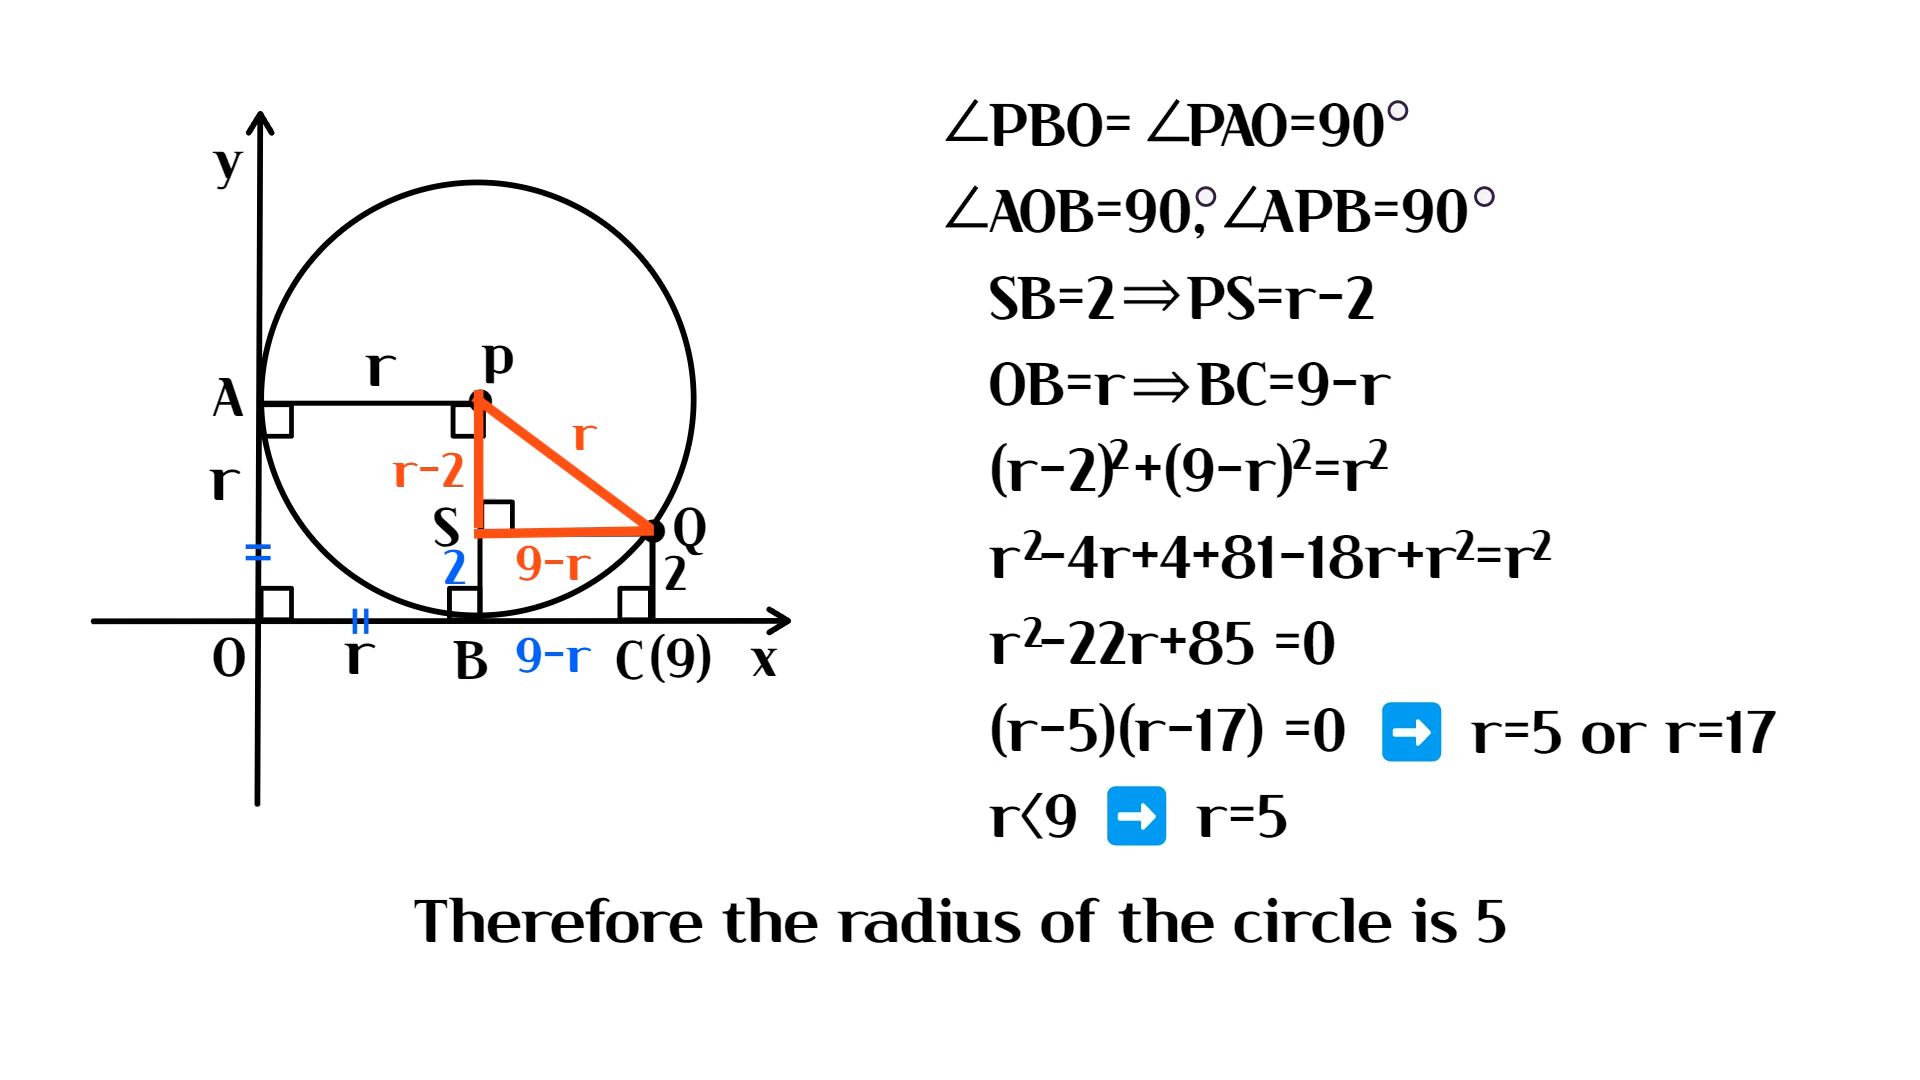 y
r
p
A
r
r-2
r
S
Q
2
9-r
2
O
r
B
9-r
C(9)
x
∠PBO= ∠PAO=90°
∠AOB=90°, ∠APB=90°
SB=2⇒PS=r-2
OB=r⇒BC=9-r
(r-2)²+(9-r)²=r²
r²-4r+4+81-18r+r²=r²
r²-22r+85 =0
(r-5)(r-17) =0 ➡ r=5 or r=17
r<9 ➡ r=5
Therefore the radius of the circle is 5